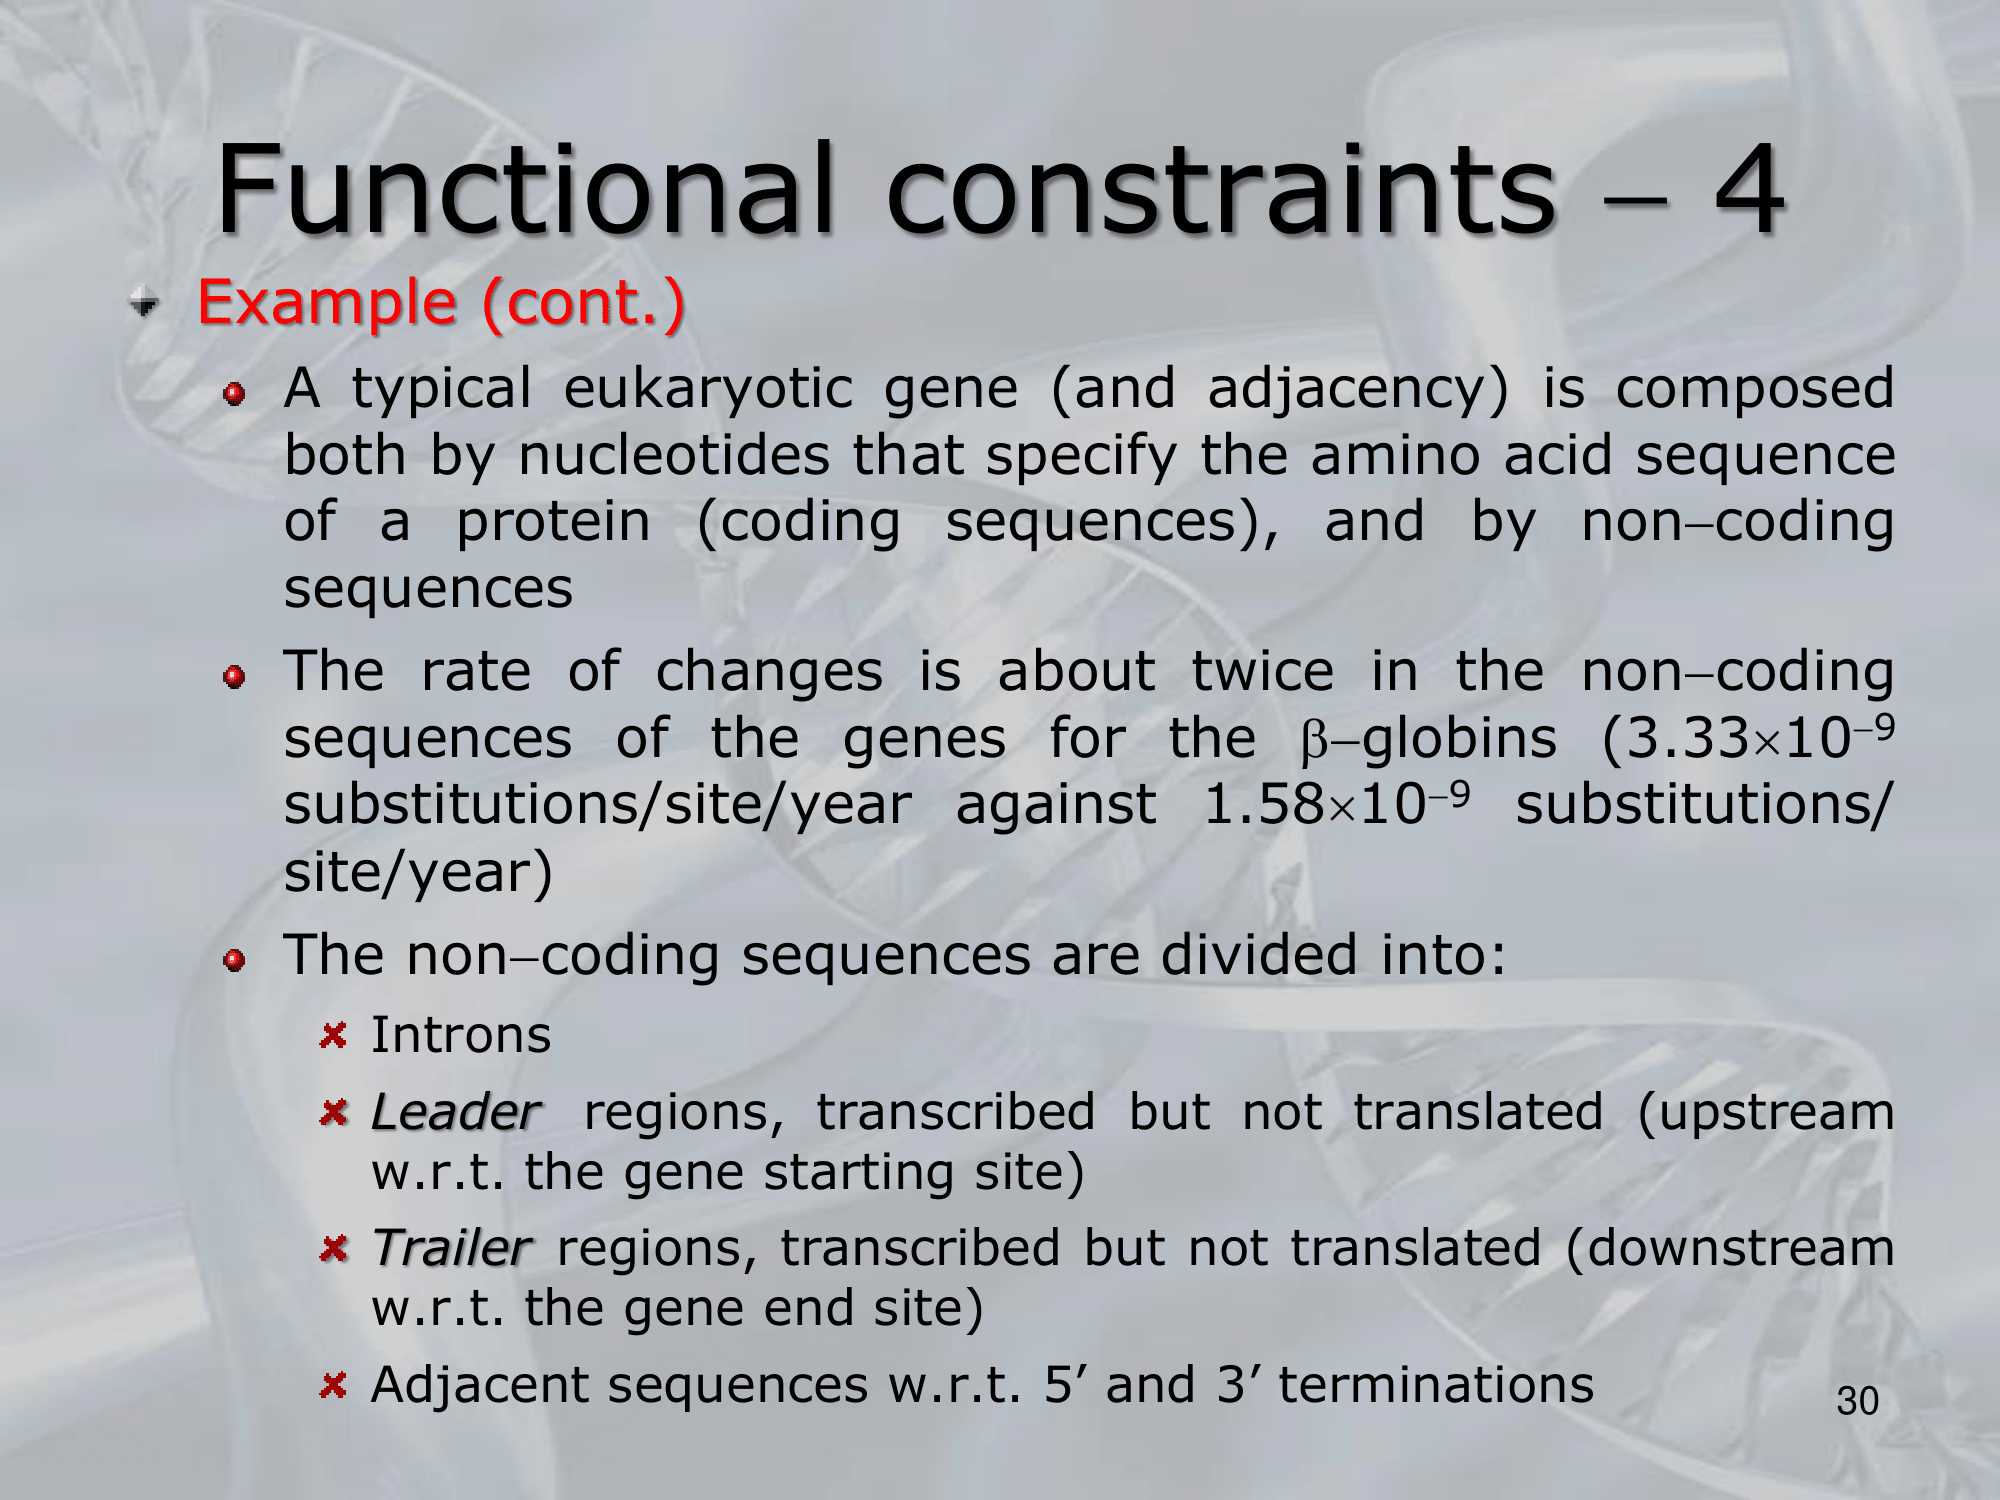 Functional constraints – 4
Example (cont.)
A typical eukaryotic gene (and adjacency) is composed
both by nucleotides that specify the amino acid sequence
of a protein (coding sequences), and by non–coding
sequences
The rate of changes is about twice in the non–coding
sequences of the genes for the β–globins (3.33×10⁻⁹
substitutions/site/year against 1.58×10⁻⁹ substitutions/
site/year)
The non–coding sequences are divided into:
Introns
Leader regions, transcribed but not translated (upstream
w.r.t. the gene starting site)
Trailer regions, transcribed but not translated (downstream
w.r.t. the gene end site)
Adjacent sequences w.r.t. 5’ and 3’ terminations
30